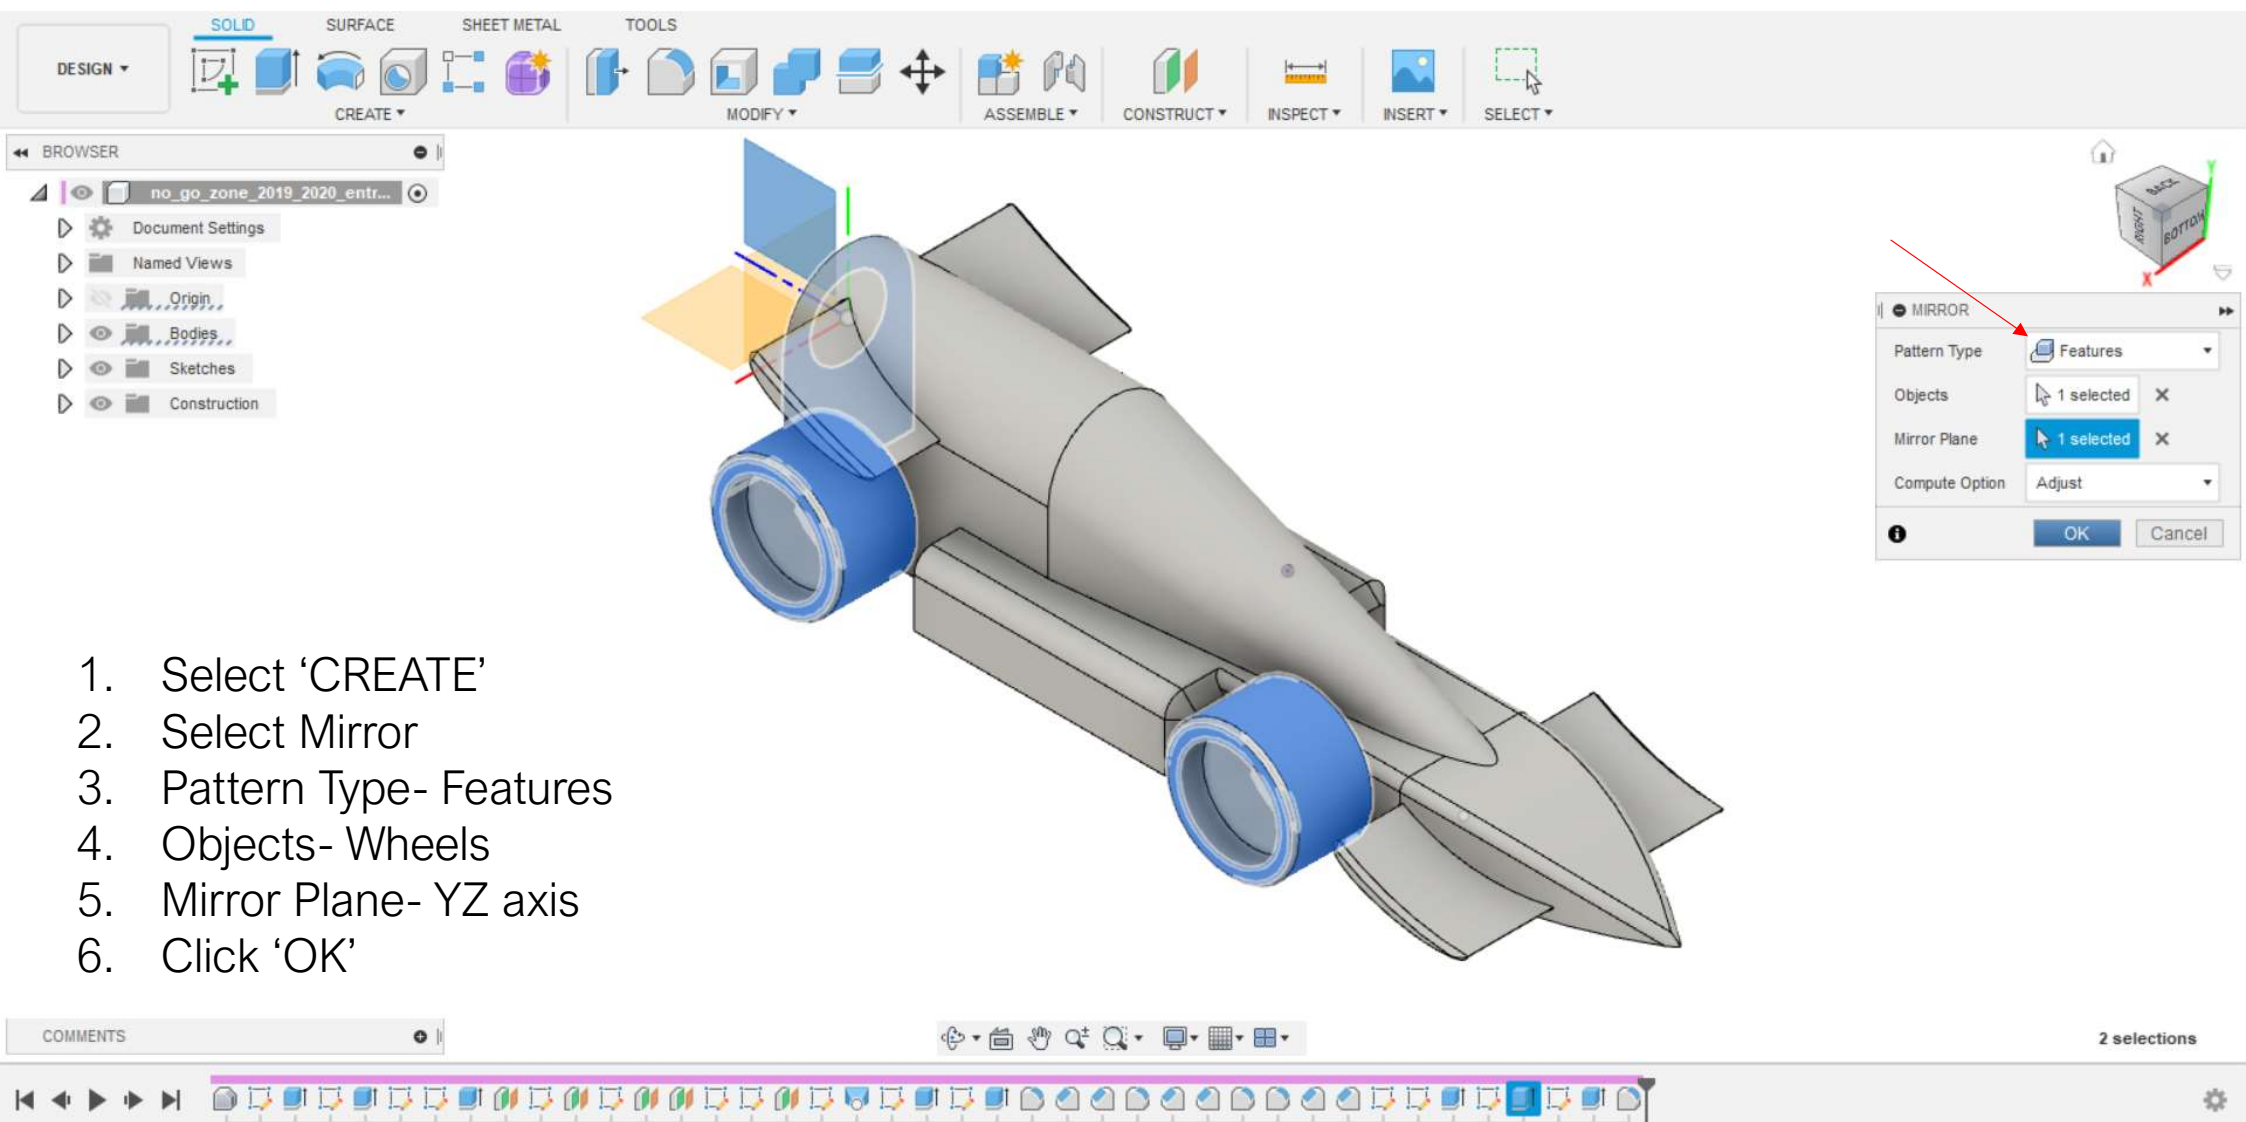 SOLID SURFACE SHEET METAL TOOLS
DESIGN
CREATE MODIFY ASSEMBLE CONSTRUCT INSPECT INSERT SELECT
BROWSER
no_go_zone_2019_2020_entr...
Document Settings
Named Views
Origin
Bodies
Sketches
Construction
Y
BACK
RIGHT
BOTTOM
X
MIRROR
Pattern Type Features
Objects 1 selected
Mirror Plane 1 selected
Compute Option Adjust
OK Cancel
1. Select ‘CREATE’
2. Select Mirror
3. Pattern Type- Features
4. Objects- Wheels
5. Mirror Plane- YZ axis
6. Click ‘OK’
COMMENTS
2 selections